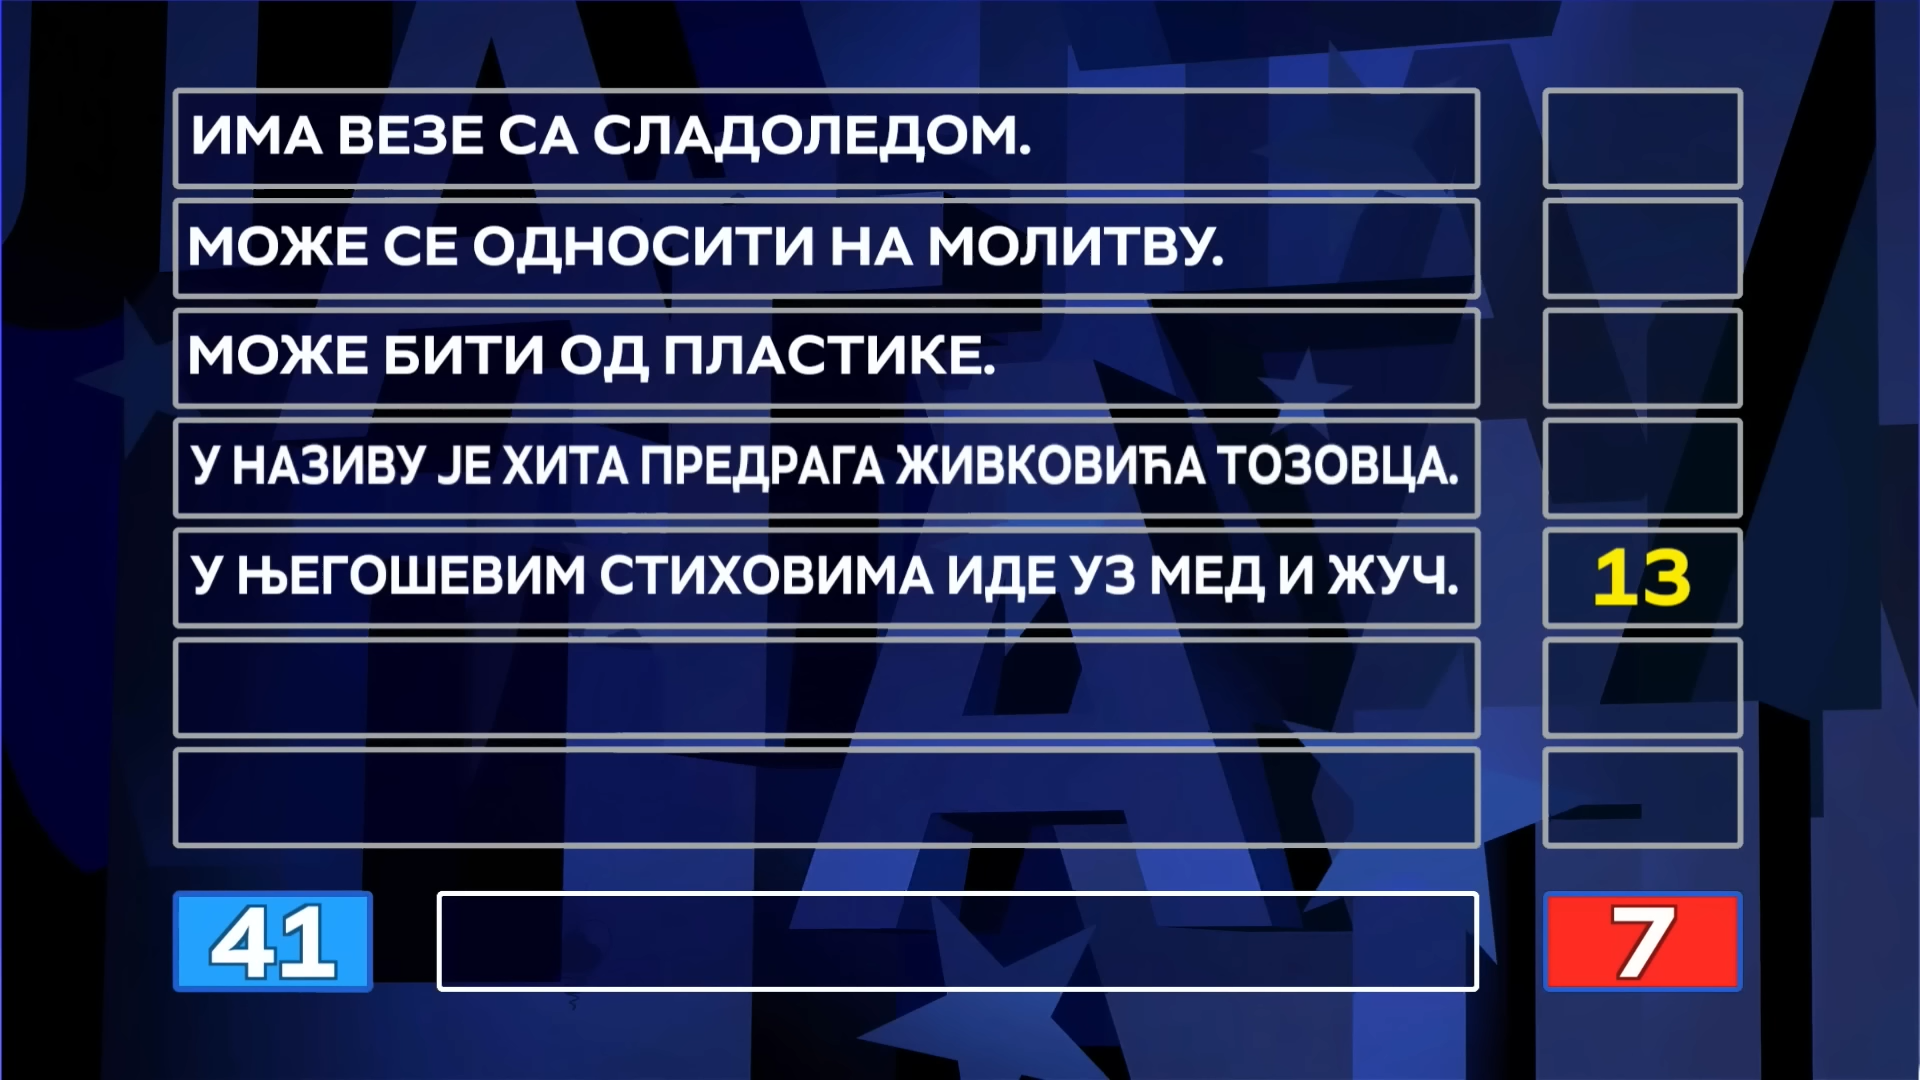 ИМА ВЕЗЕ СА СЛАДОЛЕДОМ.
МОЖЕ СЕ ОДНОСИТИ НА МОЛИТВУ.
МОЖЕ БИТИ ОД ПЛАСТИКЕ.
У НАЗИВУ ЈЕ ХИТА ПРЕДРАГА ЖИВКОВИЋА ТОЗОВЦА.
У ЊЕГОШЕВИМ СТИХОВИМА ИДЕ УЗ МЕД И ЖУЧ.
13
41
7